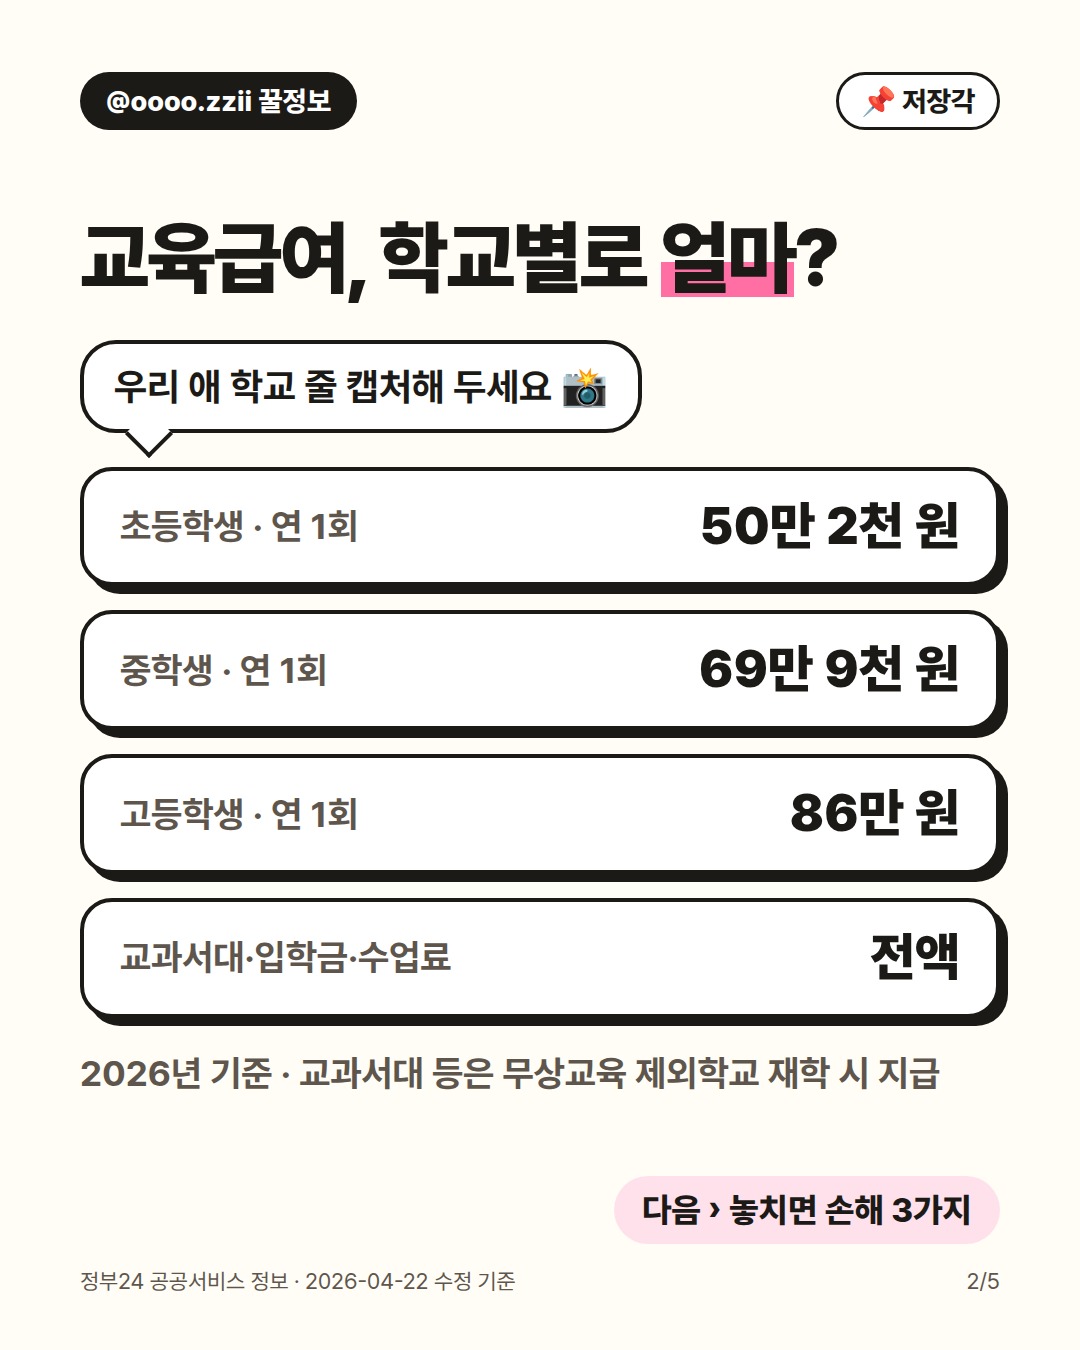 @oooo.zzii 꿀정보
📌 저장각
교육급여, 학교별로 얼마?
우리 애 학교 줄 캡처해 두세요 📸
초등학생 · 연 1회
50만 2천 원
중학생 · 연 1회
69만 9천 원
고등학생 · 연 1회
86만 원
교과서대·입학금·수업료
전액
2026년 기준 · 교과서대 등은 무상교육 제외학교 재학 시 지급
다음 › 놓치면 손해 3가지
정부24 공공서비스 정보 · 2026-04-22 수정 기준
2/5